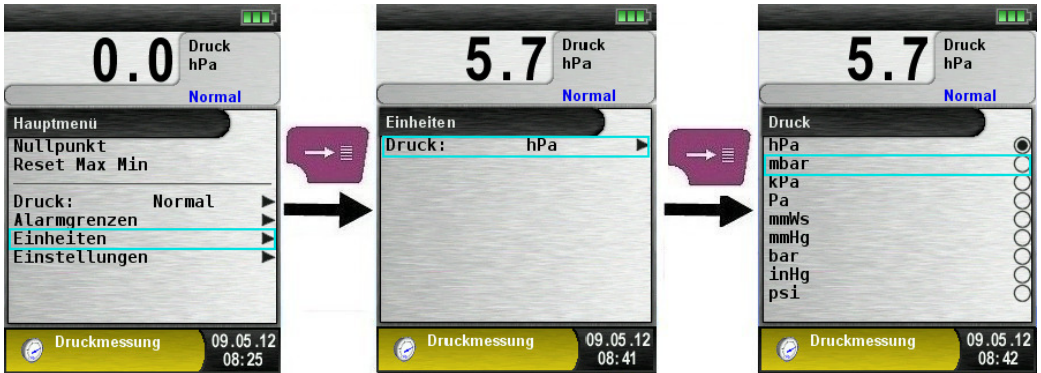 0.0
Druck
hPa
Normal
Hauptmenü
Nullpunkt
Reset Max Min
Druck: Normal
Alarmgrenzen
Einheiten
Einstellungen
Druckmessung
09.05.12
08:25
5.7
Druck
hPa
Normal
Einheiten
Druck: hPa
Druckmessung
09.05.12
08:41
5.7
Druck
hPa
Normal
Druck
hPa
mbar
kPa
Pa
mmWs
mmHg
bar
inHg
psi
Druckmessung
09.05.12
08:42